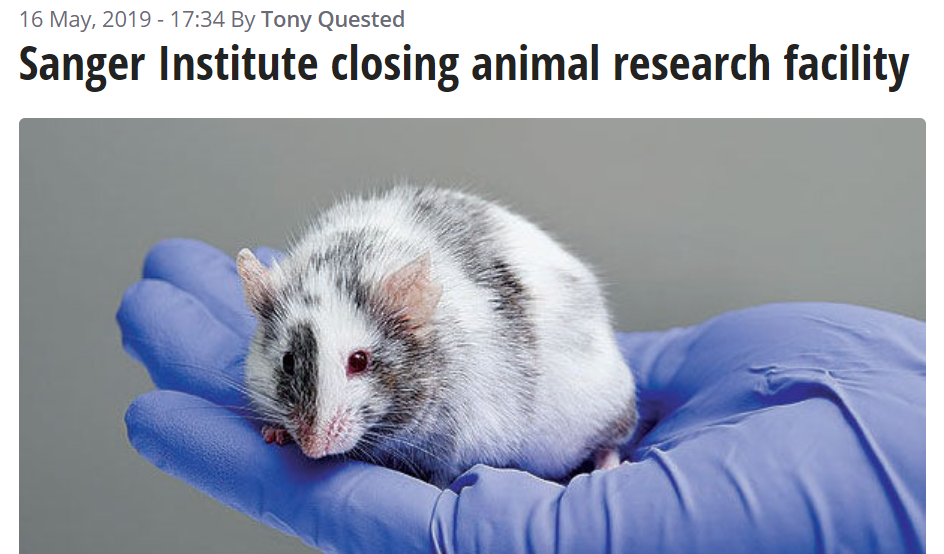 16 May, 2019 - 17:34 By Tony Quested
Sanger Institute closing animal research facility